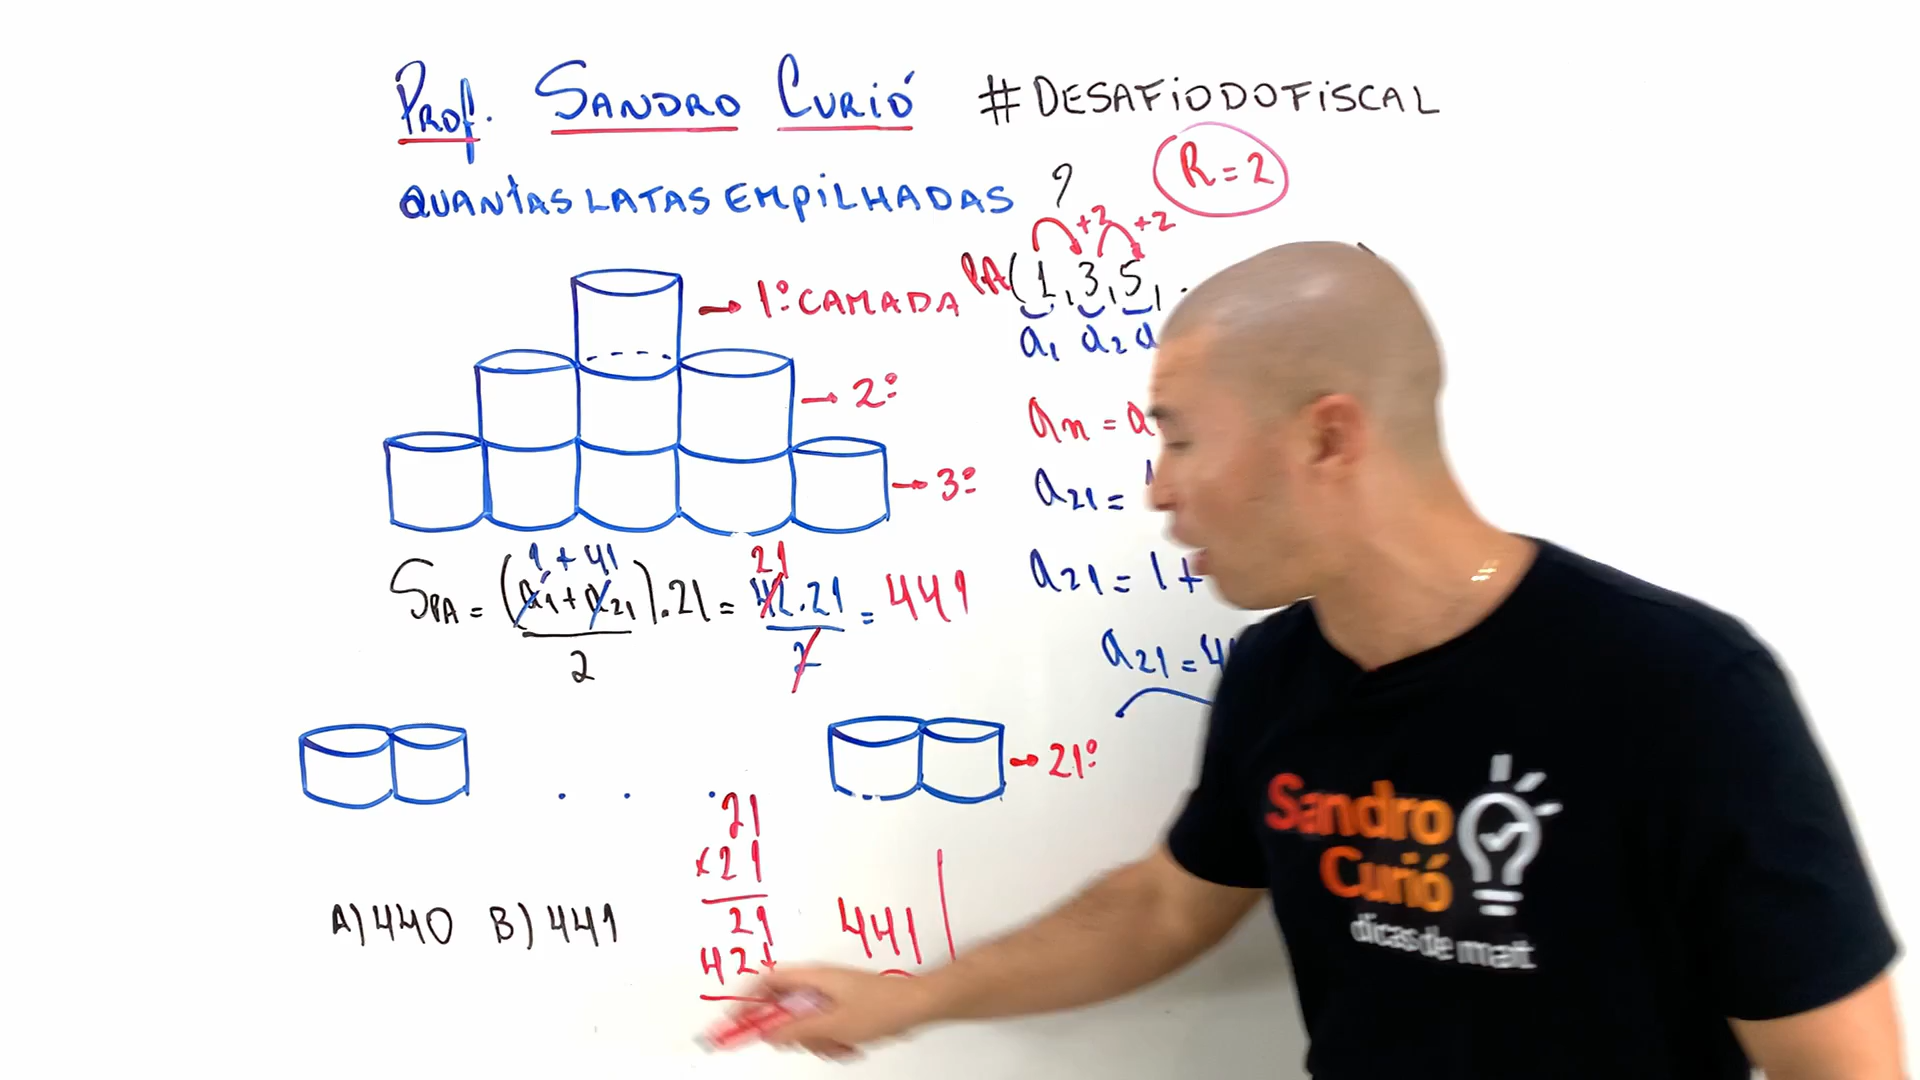 PROF. SANDRO CURIÓ #DESAFIODOFISCAL
QUANTAS LATAS EMPILHADAS ?
R = 2
+2 +2
PA(1, 3, 5, .
a1 a2 a
→ 1º CAMADA
→ 2º
→ 3º
an = a
a21 =
a21 = 1 +
a21 = 41
1 + 41
SPA = (a1 + a21) . 21 = 42 . 21 = 441
2
21
2
→ 21º
. . .
21
x 21
21
42+
441
A) 440 B) 441
Sandro
Curió
dicas de mat